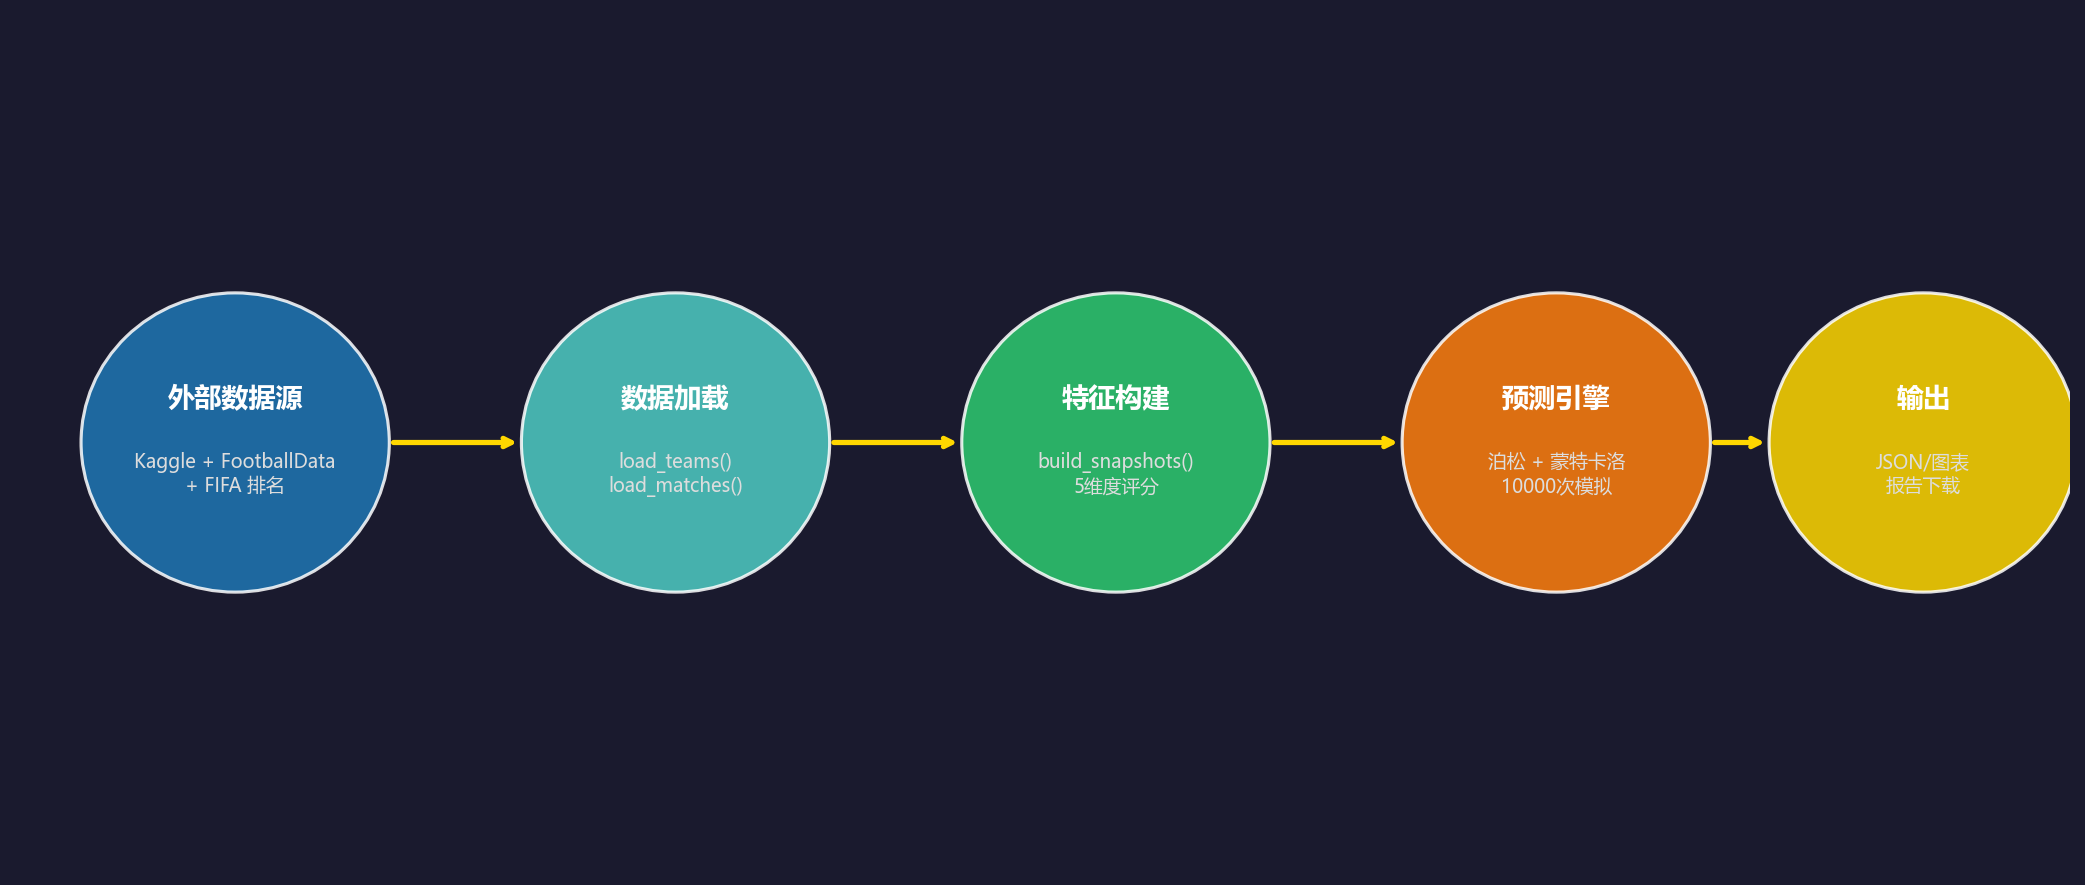 外部数据源
Kaggle + FootballData
+ FIFA 排名
数据加载
load_teams()
load_matches()
特征构建
build_snapshots()
5维度评分
预测引擎
泊松 + 蒙特卡洛
10000次模拟
输出
JSON/图表
报告下载